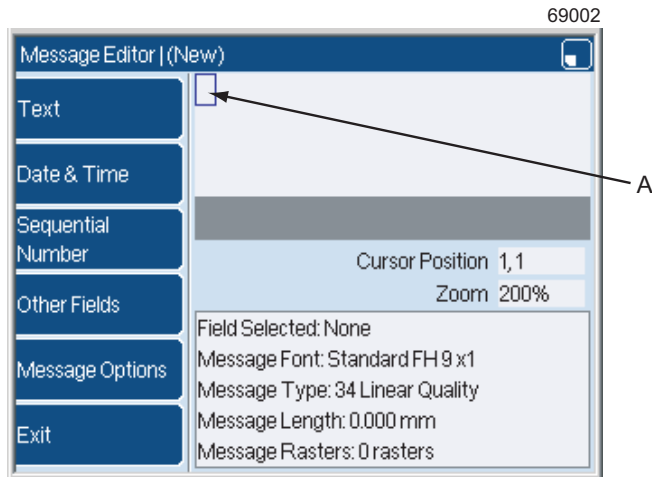 69002
Message Editor | (New)
Text
Date & Time
Sequential
Number
Other Fields
Message Options
Exit
A
Cursor Position 1,1
Zoom 200%
Field Selected: None
Message Font: Standard FH 9 x1
Message Type: 34 Linear Quality
Message Length: 0.000 mm
Message Rasters: 0 rasters